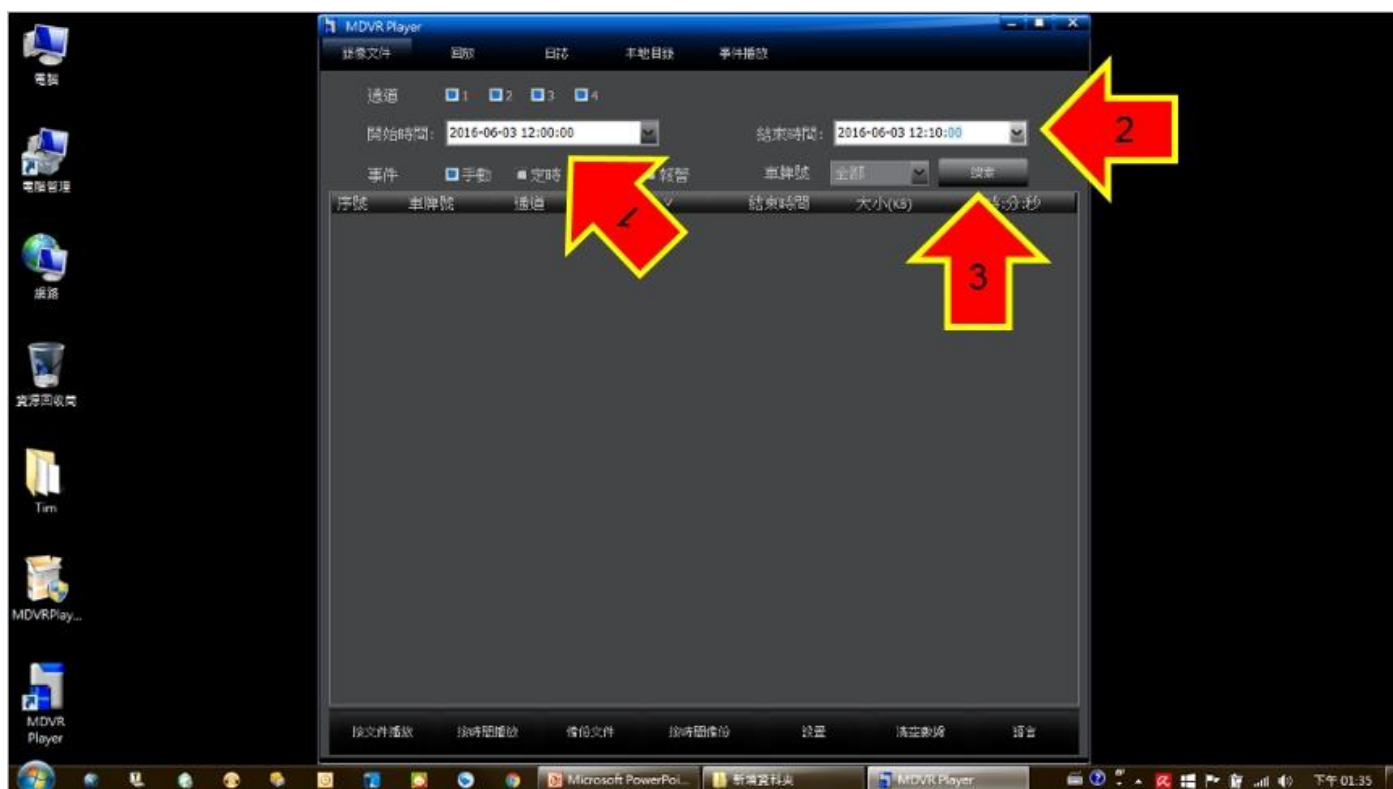 MDVR Player
錄像文件 回放 日誌 本地目錄 事件播放
通道 1 2 3 4
開始時間: 2016-06-03 12:00:00 結束時間: 2016-06-03 12:10:00
事件 手動 定時 報警 車牌號 全部 搜索
序號 車牌號 通道 結束時間 大小(KB) 時:分:秒
1
2
3
按文件播放 按時間播放 備份文件 按時間備份 設置 清空數據 語言
電腦
電腦管理
網路
資源回收筒
Tim
MDVRPlay...
MDVR
Player
Microsoft PowerPoi... 新增資料夾 MDVR Player 下午 01:35